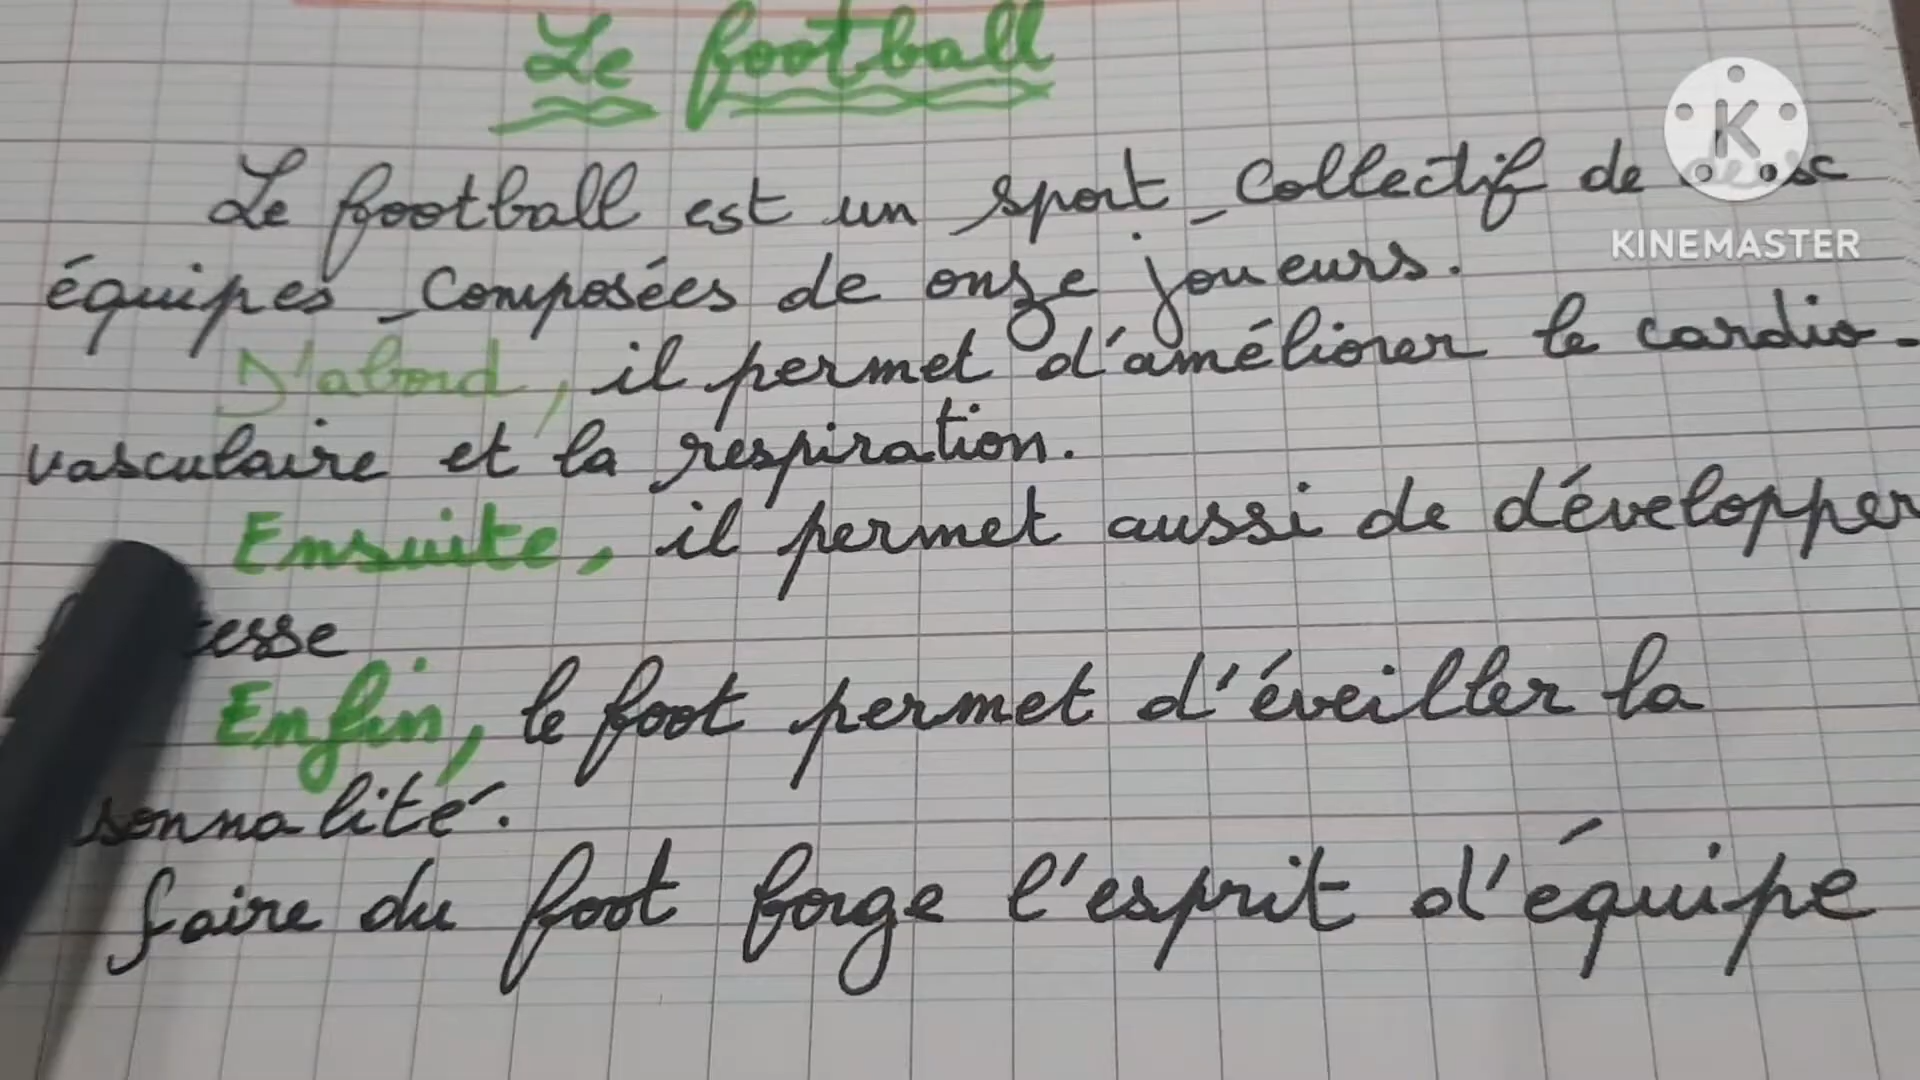 Le football
Le football est un sport collectif de
équipes composées de onze joueurs.
D'abord, il permet d'améliorer le cardio-
vasculaire et la respiration.
Ensuite, il permet aussi de développer
Enfin, le foot permet d'éveiller la
faire du foot forge l'esprit d'équipe
K
KINEMASTER